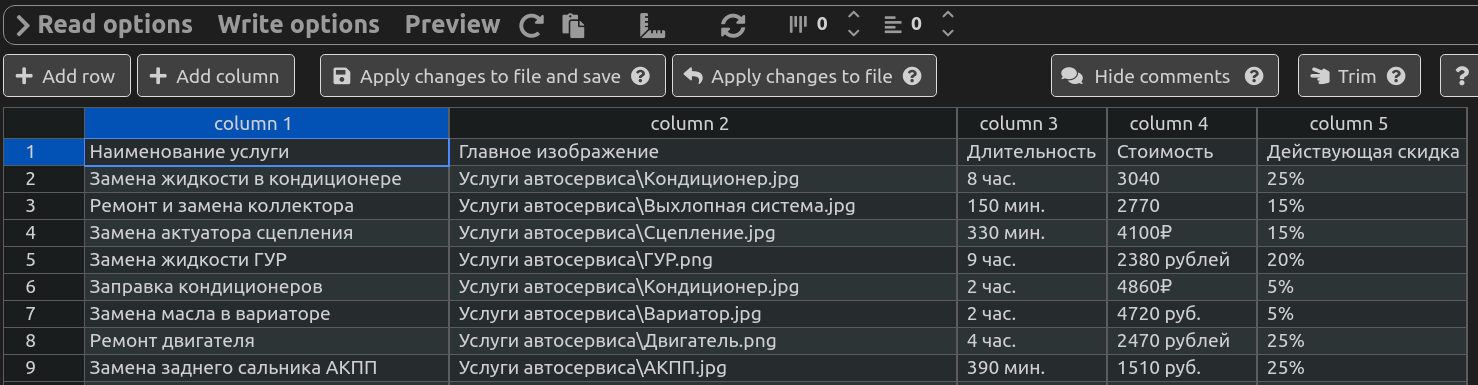 Read options Write options Preview 0 0
Add row Add column Apply changes to file and save ? Apply changes to file ? Hide comments ? Trim ? ?
column 1 column 2 column 3 column 4 column 5
1 Наименование услуги Главное изображение Длительность Стоимость Действующая скидка
2 Замена жидкости в кондиционере Услуги автосервиса\Кондиционер.jpg 8 час. 3040 25%
3 Ремонт и замена коллектора Услуги автосервиса\Выхлопная система.jpg 150 мин. 2770 15%
4 Замена актуатора сцепления Услуги автосервиса\Сцепление.jpg 330 мин. 4100₽ 15%
5 Замена жидкости ГУР Услуги автосервиса\ГУР.png 9 час. 2380 рублей 20%
6 Заправка кондиционеров Услуги автосервиса\Кондиционер.jpg 2 час. 4860₽ 5%
7 Замена масла в вариаторе Услуги автосервиса\Вариатор.jpg 2 час. 4720 руб. 5%
8 Ремонт двигателя Услуги автосервиса\Двигатель.png 4 час. 2470 рублей 25%
9 Замена заднего сальника АКПП Услуги автосервиса\АКПП.jpg 390 мин. 1510 руб. 25%